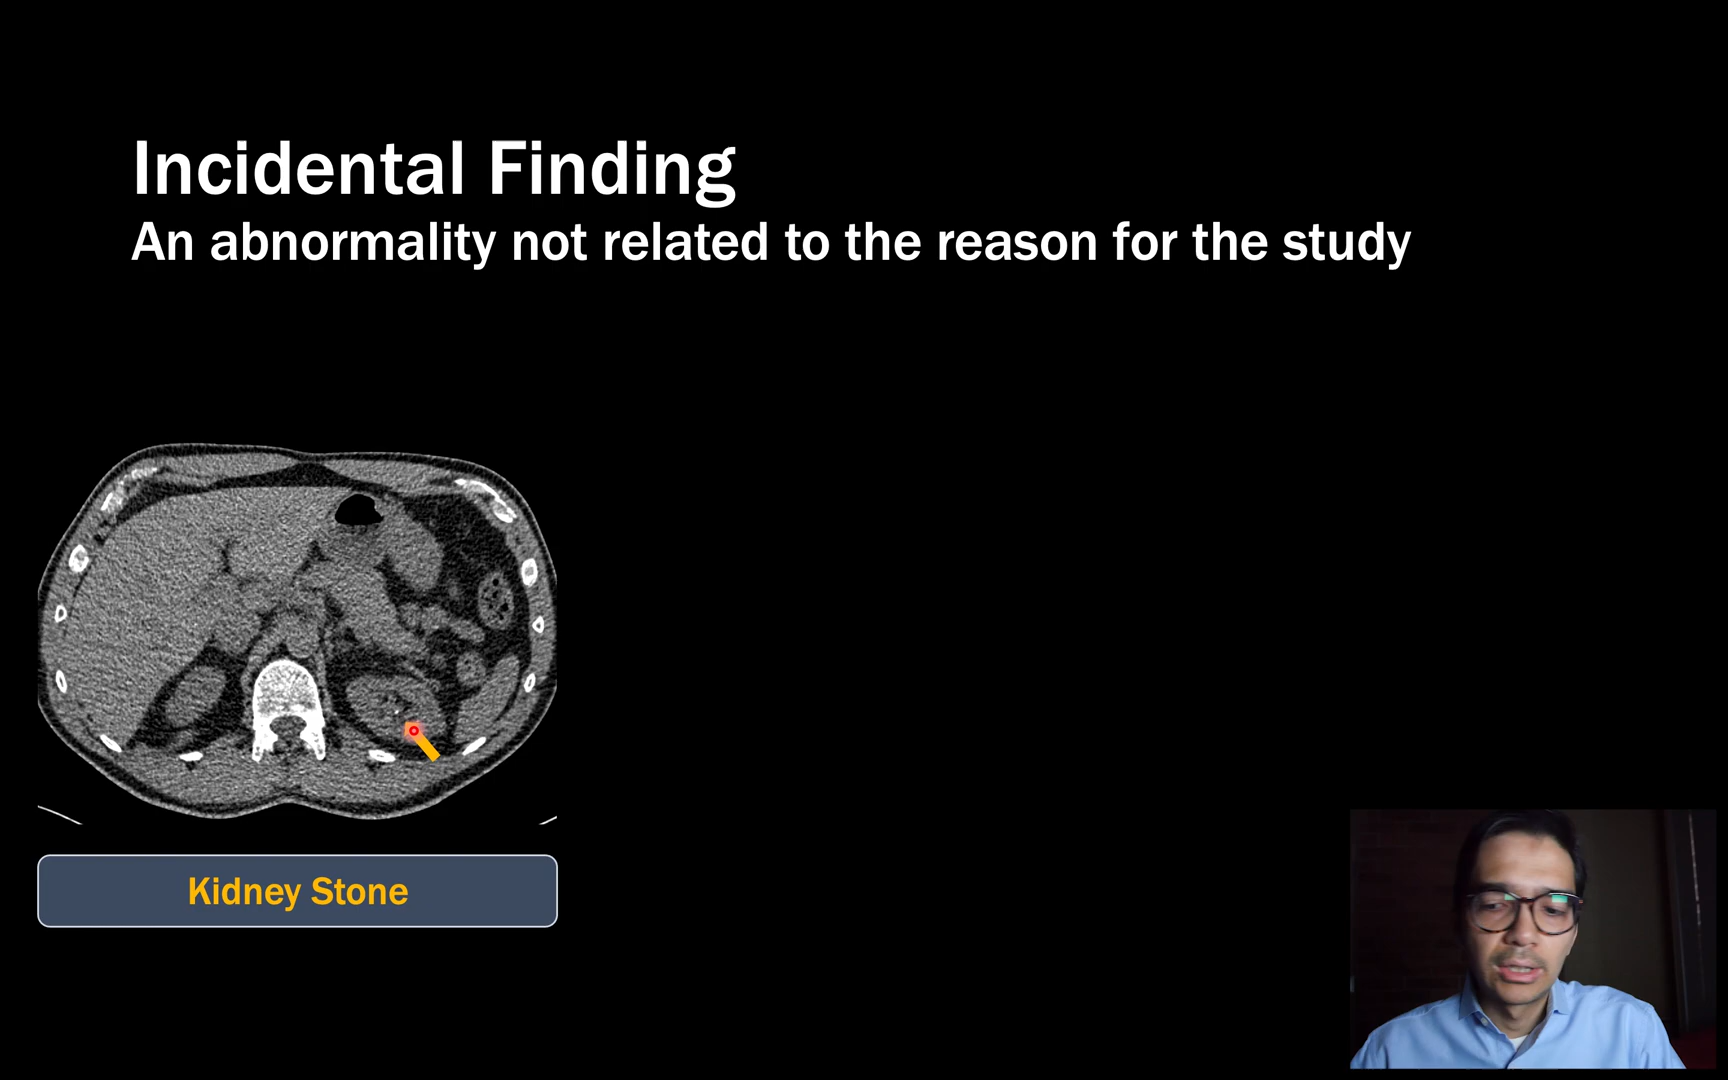 Incidental Finding
An abnormality not related to the reason for the study
Kidney Stone